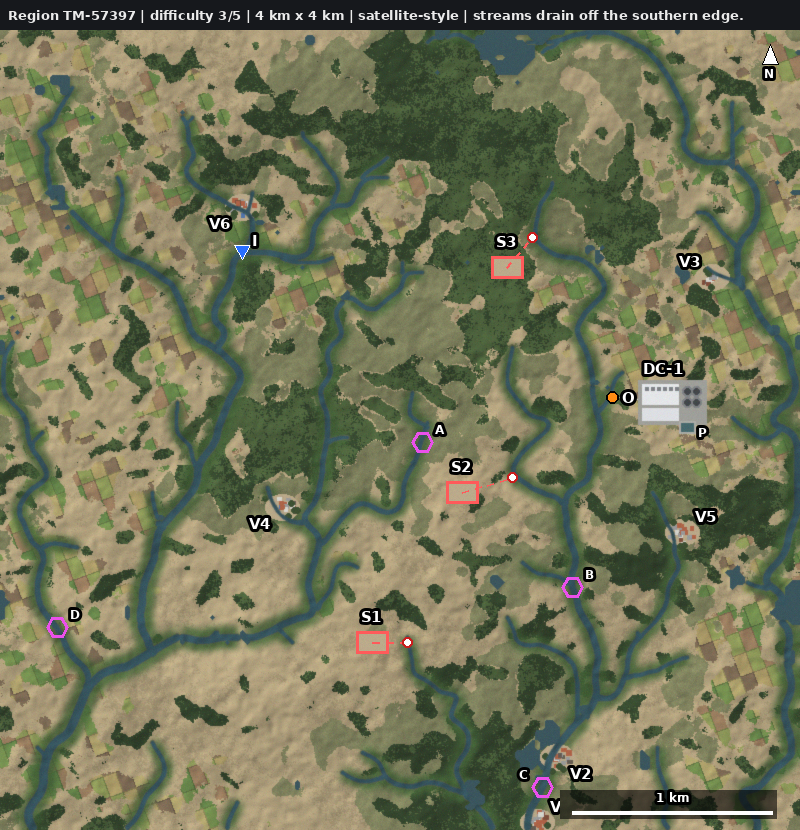 Region TM-57397 | difficulty 3/5 | 4 km x 4 km | satellite-style | streams drain off the southern edge.
N
V6
I
S3
V3
DC-1
O
P
A
S2
V4
V5
B
D
S1
C
V2
1 km